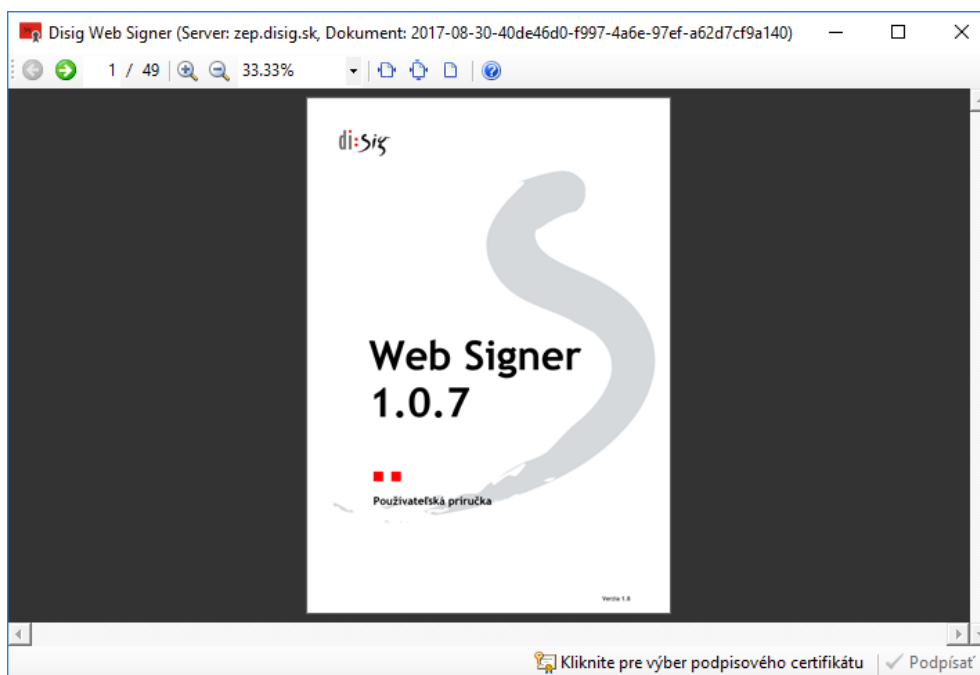 Disig Web Signer (Server: zep.disig.sk, Dokument: 2017-08-30-40de46d0-f997-4a6e-97ef-a62d7cf9a140)
1 / 49 33.33%
di:sig
Web Signer
1.0.7
Používateľská príručka
Verzia 1.8
Kliknite pre výber podpisového certifikátu Podpísať